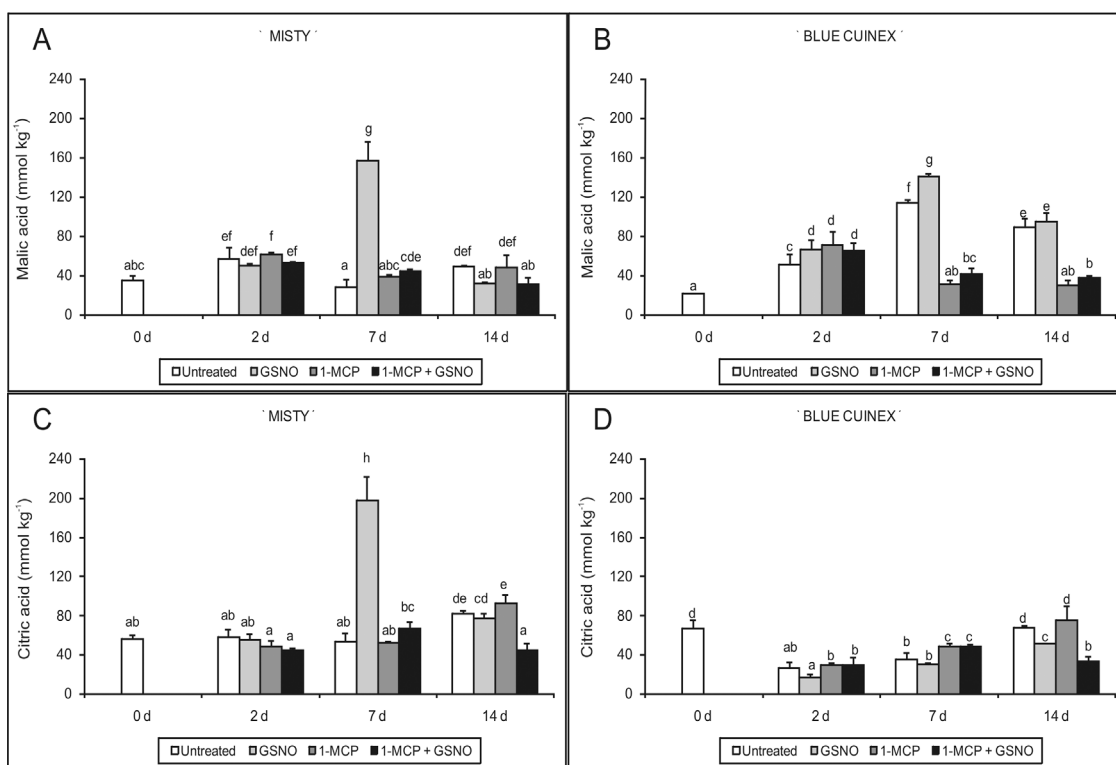 A
' MISTY '
Malic acid (mmol kg-1)
240
200
160
120
80
40
0
abc
ef
def
f
ef
a
g
abc
cde
def
ab
def
ab
0 d
2 d
7 d
14 d
Untreated GSNO 1-MCP 1-MCP + GSNO
B
' BLUE CUINEX '
Malic acid (mmol kg-1)
240
200
160
120
80
40
0
a
c
d
d
d
f
g
ab
bc
e
e
ab
b
0 d
2 d
7 d
14 d
Untreated GSNO 1-MCP 1-MCP + GSNO
C
' MISTY '
Citric acid (mmol kg-1)
240
200
160
120
80
40
0
ab
ab
ab
a
a
ab
h
ab
bc
de
cd
e
a
0 d
2 d
7 d
14 d
Untreated GSNO 1-MCP 1-MCP + GSNO
D
' BLUE CUINEX '
Citric acid (mmol kg-1)
240
200
160
120
80
40
0
d
ab
a
b
b
b
b
c
c
d
c
d
b
0 d
2 d
7 d
14 d
Untreated GSNO 1-MCP 1-MCP + GSNO